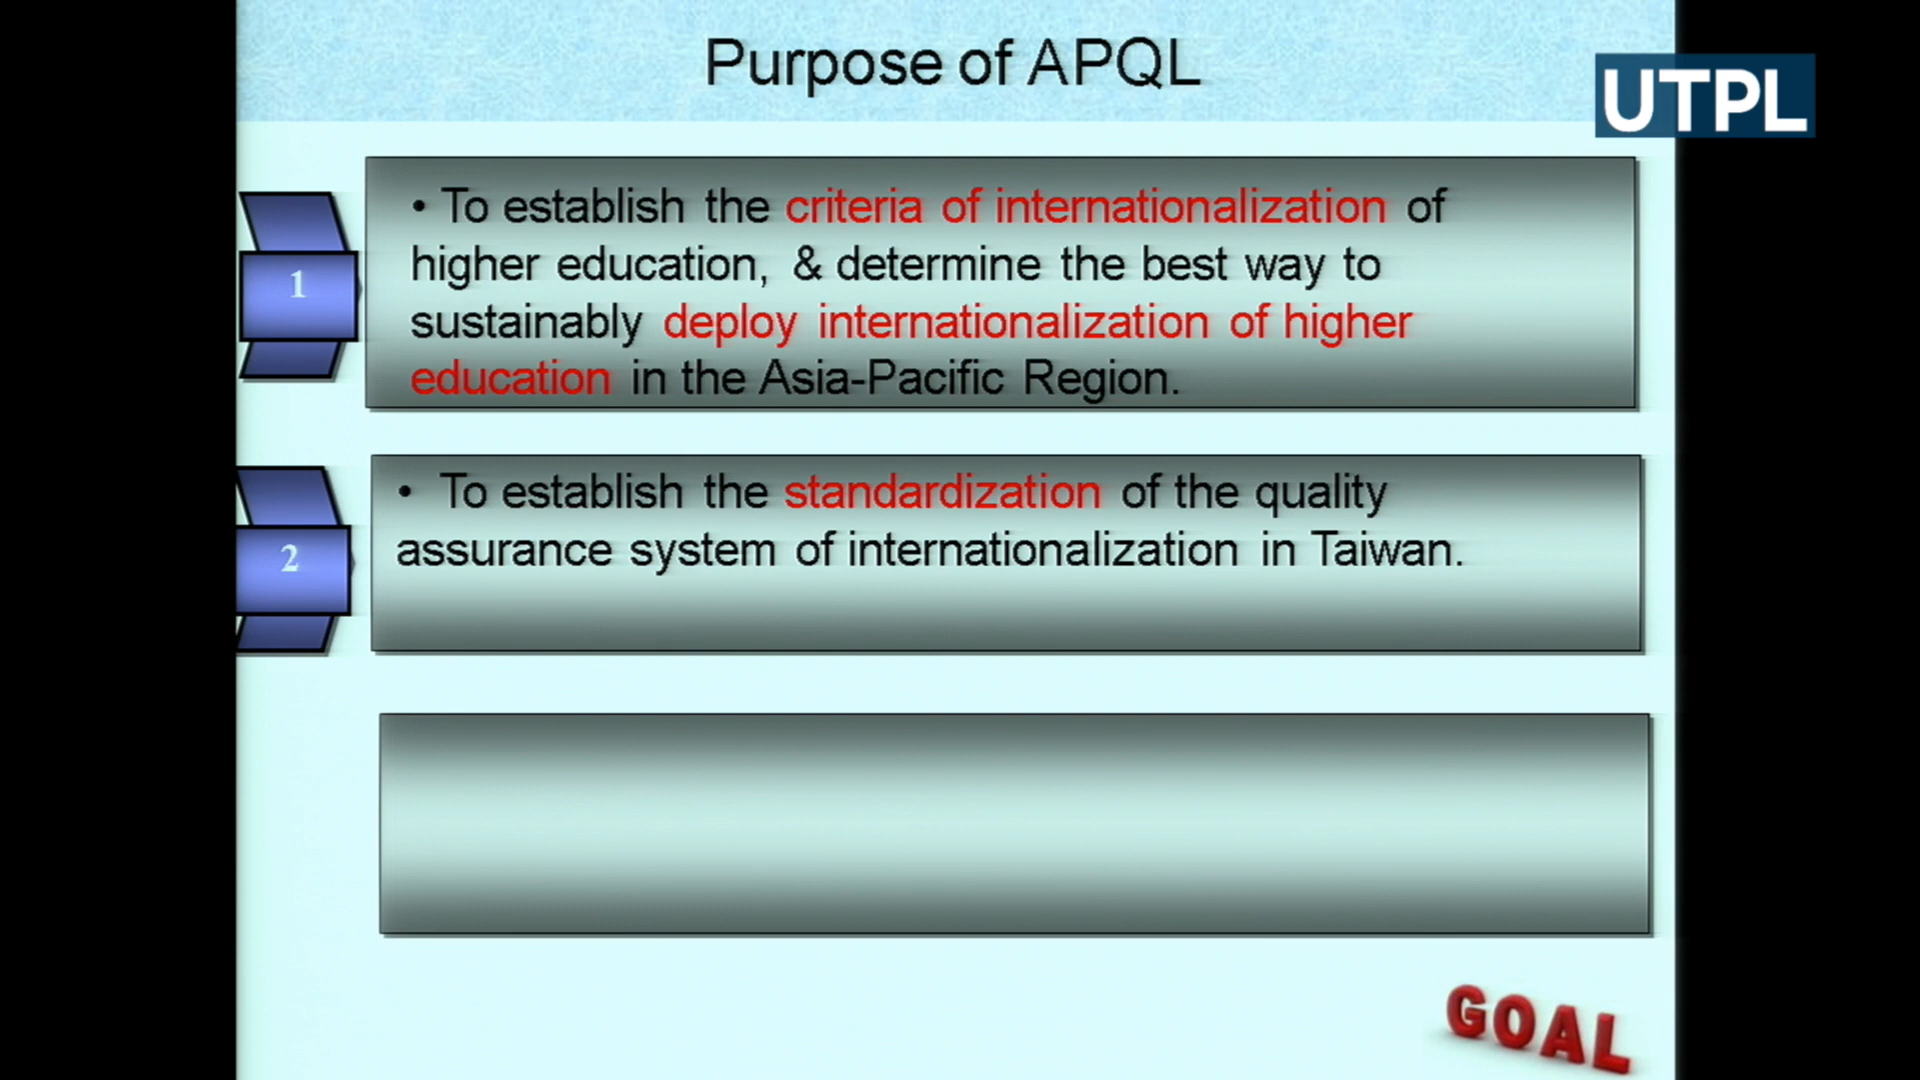 Purpose of APQL
UTPL
1
• To establish the criteria of internationalization of
higher education, & determine the best way to
sustainably deploy internationalization of higher
education in the Asia-Pacific Region.
2
• To establish the standardization of the quality
assurance system of internationalization in Taiwan.
GOAL